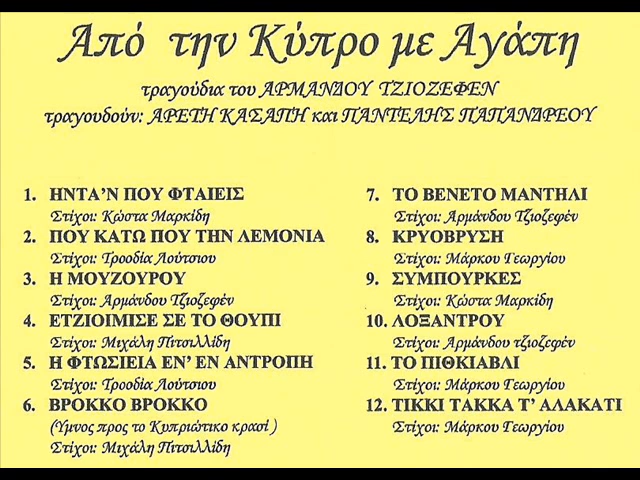 Από την Κύπρο με Αγάπη
τραγούδια του ΑΡΜΑΝΔΟΥ ΤΖΙΟΖΕΦΕΝ
τραγουδούν: ΑΡΕΤΗ ΚΑΣΑΠΗ και ΠΑΝΤΕΛΗΣ ΠΑΠΑΝΔΡΕΟΥ
1. ΗΝΤΑ'Ν ΠΟΥ ΦΤΑΙΕΙΣ
Στίχοι: Κώστα Μαρκίδη
2. ΠΟΥ ΚΑΤΩ ΠΟΥ ΤΗΝ ΛΕΜΟΝΙΑ
Στίχοι: Τροοδία Λούτσιου
3. Η ΜΟΥΖΟΥΡΟΥ
Στίχοι: Αρμάνδου Τζιοζεφέν
4. ΕΤΖΙΟΙΜΙΣΕ ΣΕ ΤΟ ΘΟΥΠΙ
Στίχοι: Μιχάλη Πιτσιλλίδη
5. Η ΦΤΩΣΙΕΙΑ ΕΝ' ΕΝ ΑΝΤΡΟΠΗ
Στίχοι: Τροοδία Λούτσιου
6. ΒΡΟΚΚΟ ΒΡΟΚΚΟ
(Ύμνος προς το Κυπριώτικο κρασί )
Στίχοι: Μιχάλη Πιτσιλλίδη
7. ΤΟ ΒΕΝΕΤΟ ΜΑΝΤΗΛΙ
Στίχοι: Αρμάνδου Τζιοζεφέν
8. ΚΡΥΟΒΡΥΣΗ
Στίχοι: Μάρκου Γεωργίου
9. ΣΥΜΠΟΥΡΚΕΣ
Στίχοι: Κώστα Μαρκίδη
10. ΛΟΞΑΝΤΡΟΥ
Στίχοι: Αρμάνδου τζιοζεφέν
11. ΤΟ ΠΙΘΚΙΑΒΛΙ
Στίχοι: Μάρκου Γεωργίου
12. ΤΙΚΚΙ ΤΑΚΚΑ Τ' ΑΛΑΚΑΤΙ
Στίχοι: Μάρκου Γεωργίου